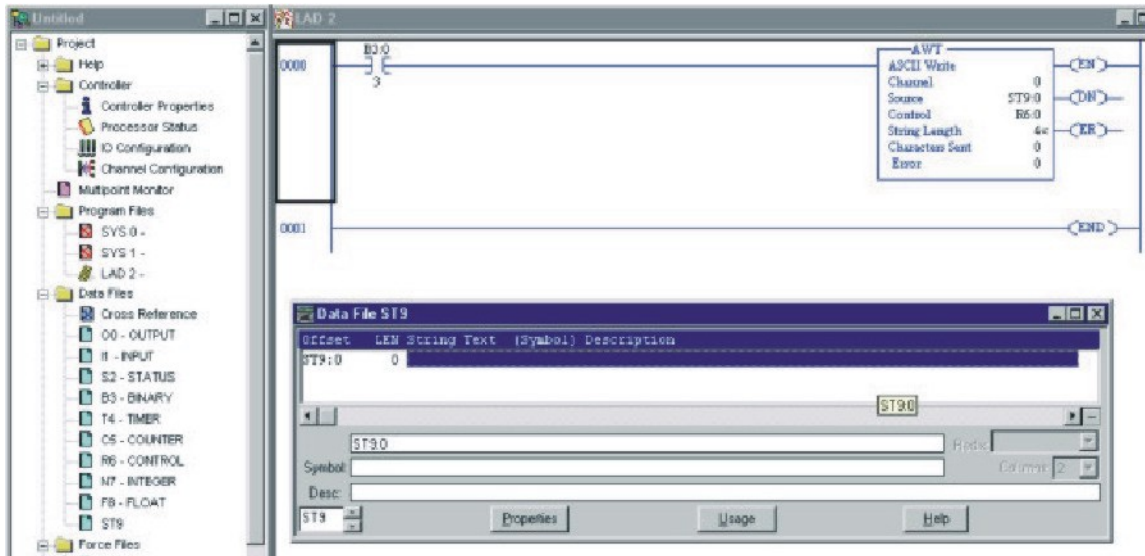 Untitled
Project
Help
Controller
Controller Properties
Processor Status
IO Configuration
Channel Configuration
Multipoint Monitor
Program Files
SYS 0 -
SYS 1 -
LAD 2 -
Data Files
Cross Reference
O0 - OUTPUT
I1 - INPUT
S2 - STATUS
B3 - BINARY
T4 - TIMER
C5 - COUNTER
R6 - CONTROL
N7 - INTEGER
F8 - FLOAT
ST9
Force Files
LAD 2
0000
B3:0
3
AWT
ASCII Write
Channel 0
Source ST9:0
Control R6:0
String Length
Characters Sent 0
Error 0
EN
DN
ER
0001
END
Data File ST9
Offset LEN String Text (Symbol) Description
ST9:0 0
ST9:0
ST9:0
Radix:
Symbol:
Columns: 2
Desc:
ST9
Properties
Usage
Help